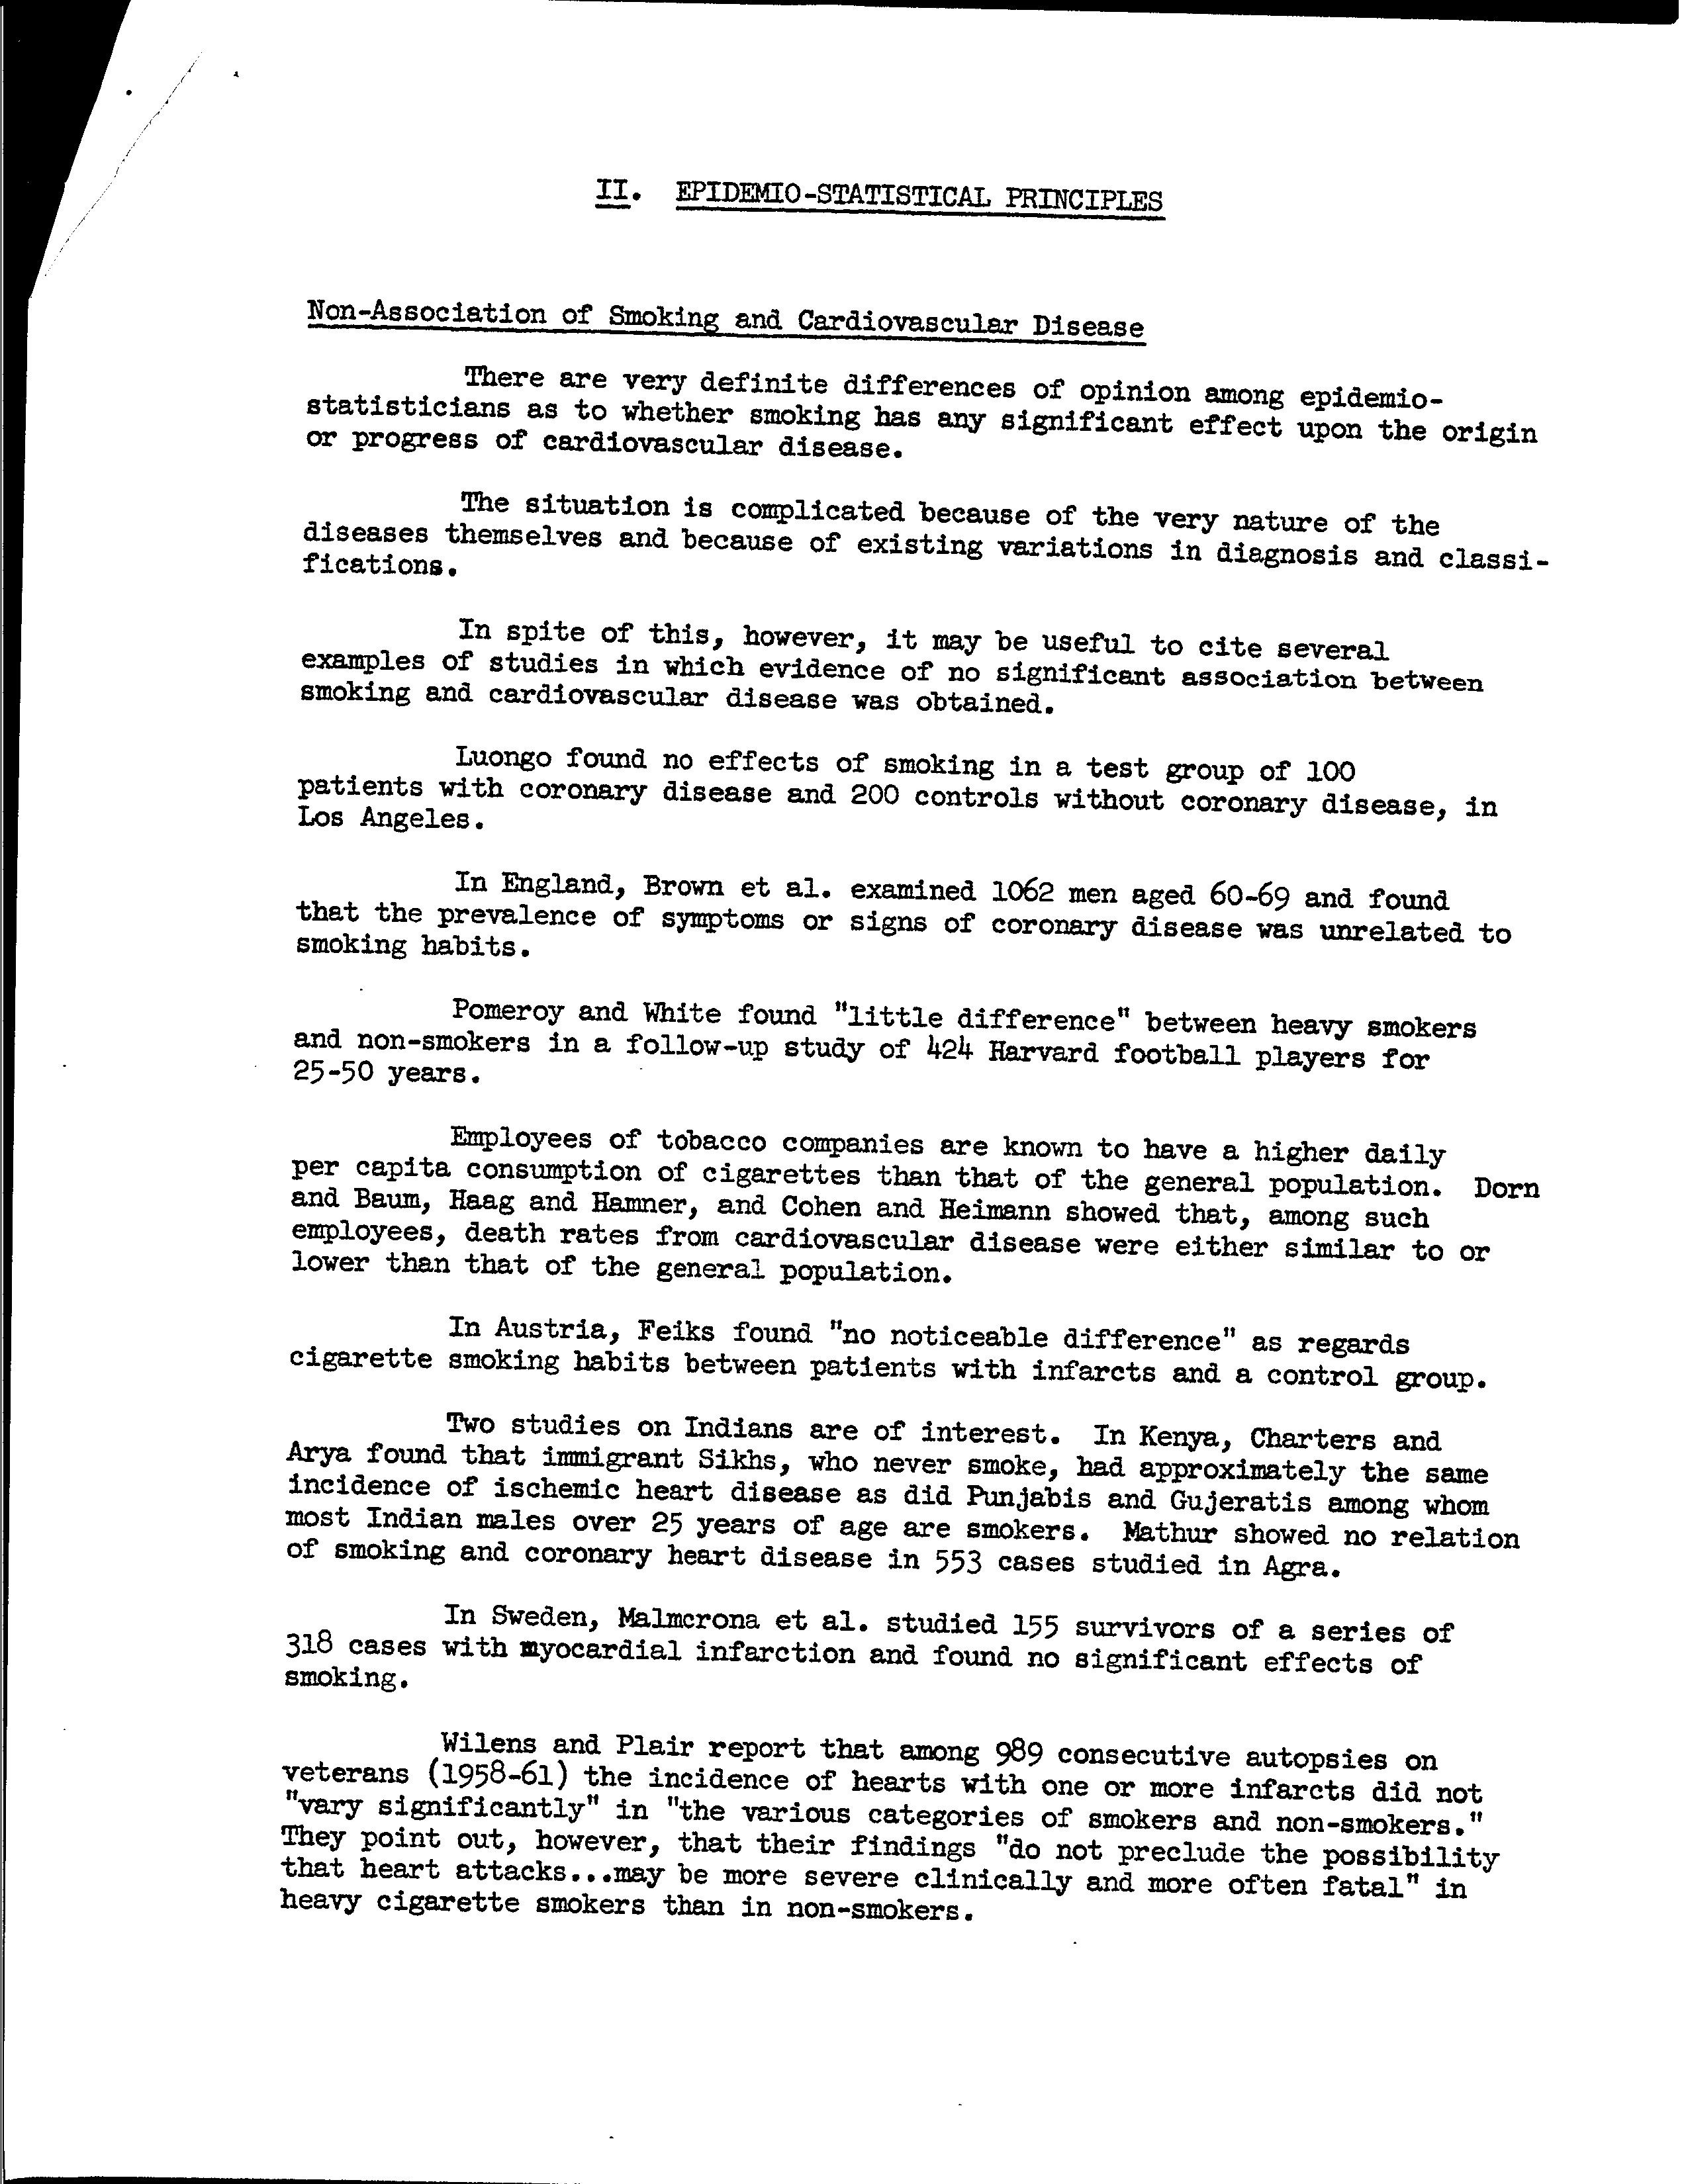 II. EPIDEMIO-STATISTICAL PRINCIPLES
Non-Association of Smoking and Cardiovascular Disease
There are very definite differences of opinion among epidemio-
statisticians as to whether smoking has any significant effect upon the origin
or progress of cardiovascular disease.
The situation is complicated because of the very nature of the
diseases themselves and because of existing variations in diagnosis and classi-
fications.
In spite of this, however, it may be useful to cite several
examples of studies in which evidence of no significant association between
smoking and cardiovascular disease was obtained.
Luongo found no effects of smoking in a test group of 100
patients with coronary disease and 200 controls without coronary disease, in
Los Angeles.
In England, Brown et al. examined 1062 men aged 60-69 and found
that the prevalence of symptoms or signs of coronary disease was unrelated to
smoking habits.
Pomeroy and White found "little difference" between heavy smokers
and non-smokers in a follow-up study of 424 Harvard football players for
25-50 years.
Employees of tobacco companies are known to have a higher daily
per capita consumption of cigarettes than that of the general population. Dorn
and Baum, Haag and Hamner, and Cohen and Heimann showed that, among such
employees, death rates from cardiovascular disease were either similar to or
lower than that of the general population.
In Austria, Feiks found "no noticeable difference" as regards
cigarette smoking habits between patients with infarcts and a control group.
Two studies on Indians are of interest. In Kenya, Charters and
Arya found that immigrant Sikhs, who never smoke, had approximately the same
incidence of ischemic heart disease as did Punjabis and Gujeratis among whom
most Indian males over 25 years of age are smokers. Mathur showed no relation
of smoking and coronary heart disease in 553 cases studied in Agra.
In Sweden, Malmcrona et al. studied 155 survivors of a series of
318 cases with myocardial infarction and found no significant effects of
smoking.
Wilens and Plair report that among 989 consecutive autopsies on
veterans (1958-61) the incidence of hearts with one or more infarcts did not
"vary significantly" in "the various categories of smokers and non-smokers."
They point out, however, that their findings "do not preclude the possibility
that heart attacks...may be more severe clinically and more often fatal" in
heavy cigarette smokers than in non-smokers.